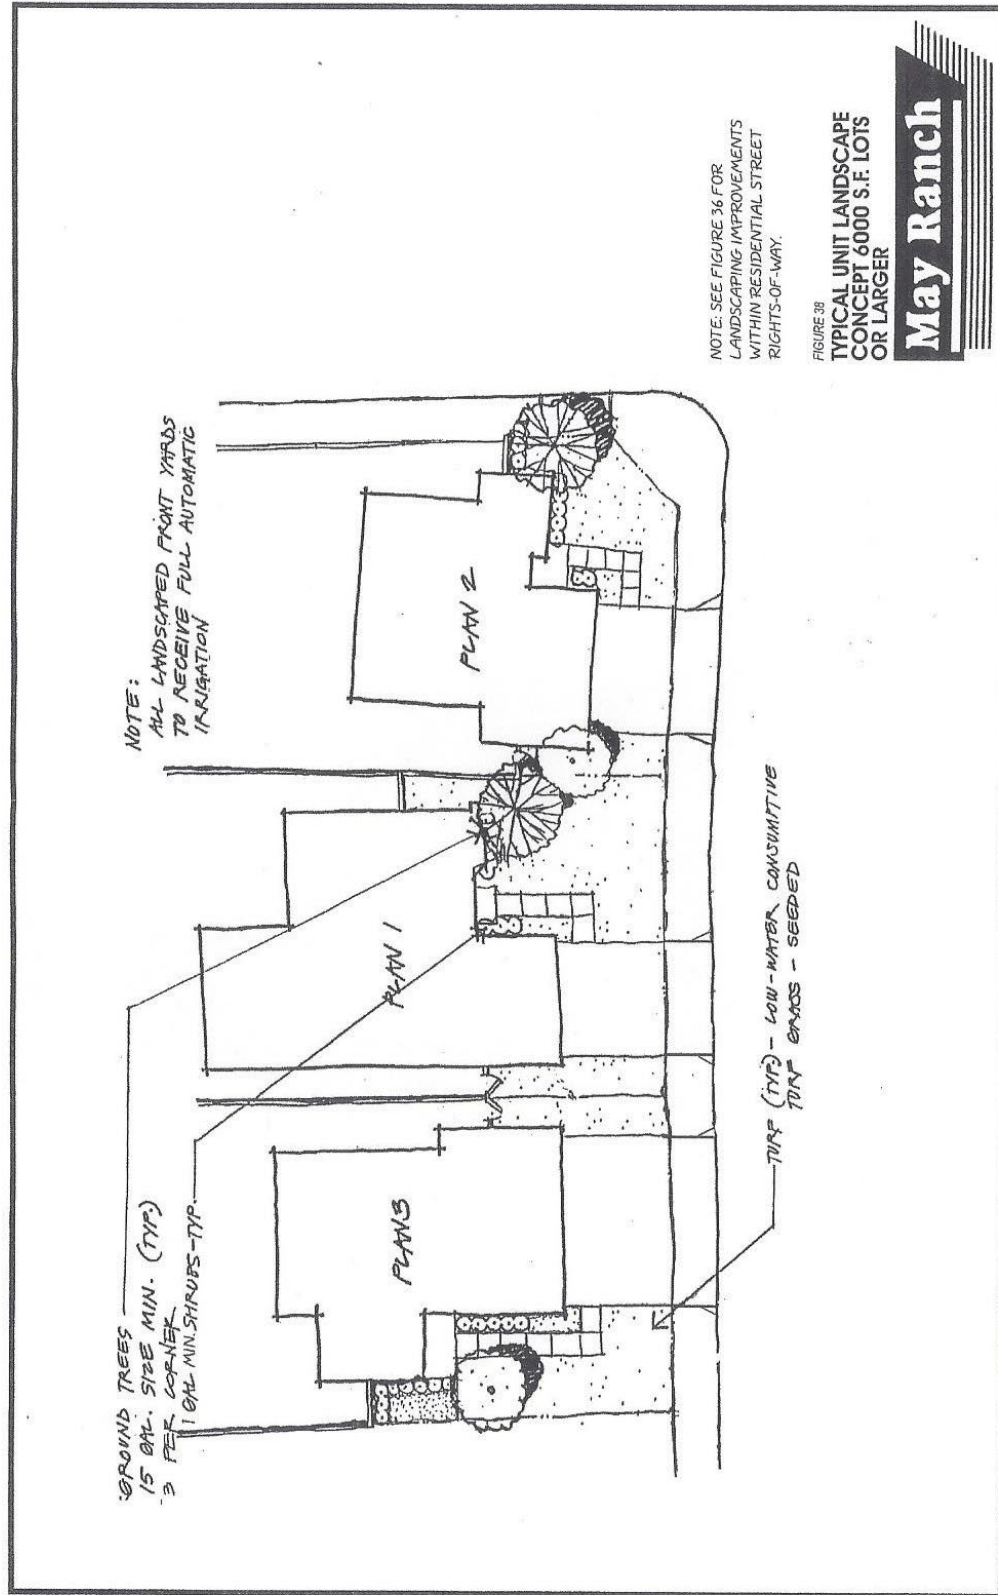 GROUND TREES
15 GAL. SIZE MIN. (TYP.)
3 PER CORNER
1 GAL MIN. SHRUBS-TYP.
NOTE:
ALL LANDSCAPED FRONT YARDS
TO RECEIVE FULL AUTOMATIC
IRRIGATION
PLAN 3
PLAN 1
PLAN 2
TURF (TYP.) - LOW-WATER CONSUMPTIVE
TURF GRASS - SEEDED
NOTE: SEE FIGURE 36 FOR
LANDSCAPING IMPROVEMENTS
WITHIN RESIDENTIAL STREET
RIGHTS-OF-WAY.
FIGURE 38
TYPICAL UNIT LANDSCAPE
CONCEPT 6000 S.F. LOTS
OR LARGER
May Ranch